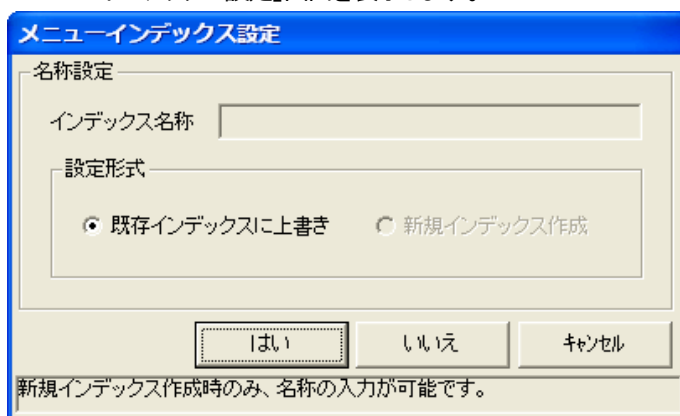 メニューインデックス設定
名称設定
インデックス名称
設定形式
既存インデックスに上書き
新規インデックス作成
はい
いいえ
キャンセル
新規インデックス作成時のみ、名称の入力が可能です。